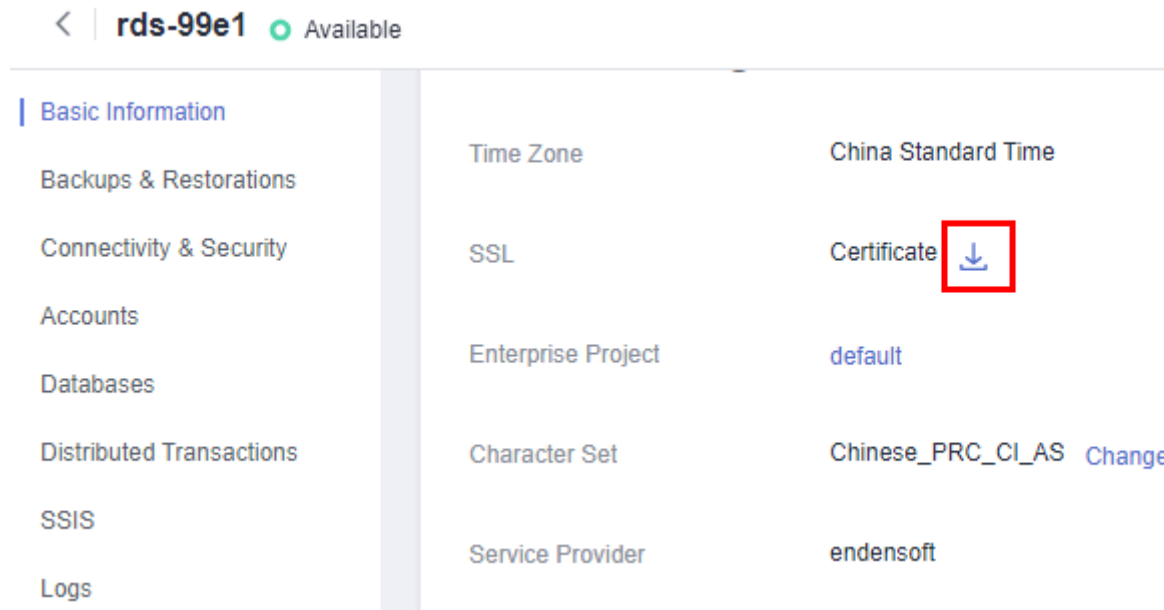 rds-99e1 Available
Basic Information
Backups & Restorations
Connectivity & Security
Accounts
Databases
Distributed Transactions
SSIS
Logs
Time Zone China Standard Time
SSL Certificate
Enterprise Project default
Character Set Chinese_PRC_CI_AS Change
Service Provider endensoft